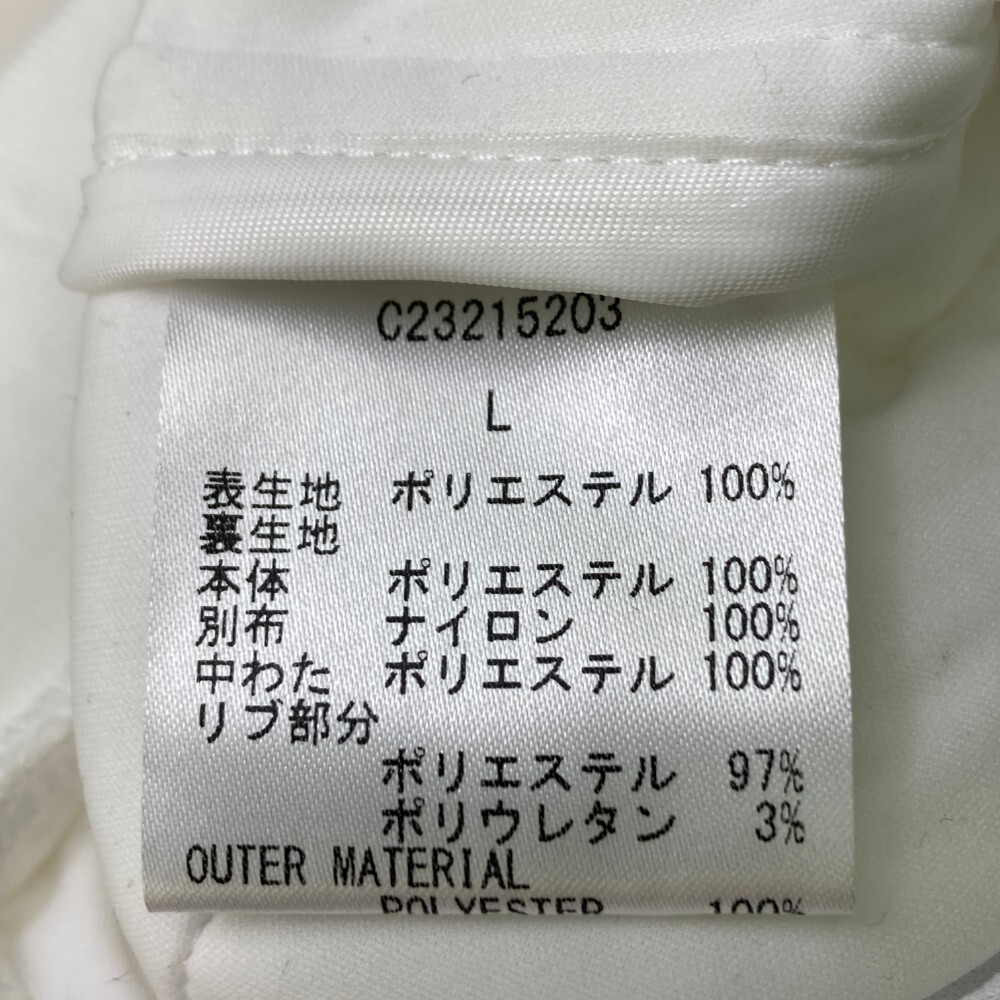 C23215203
L
表生地 ポリエステル 100%
裏生地
本体 ポリエステル 100%
別布 ナイロン 100%
中わた ポリエステル 100%
リブ部分
ポリエステル 97%
ポリウレタン 3%
OUTER MATERIAL
POLYESTER 100%